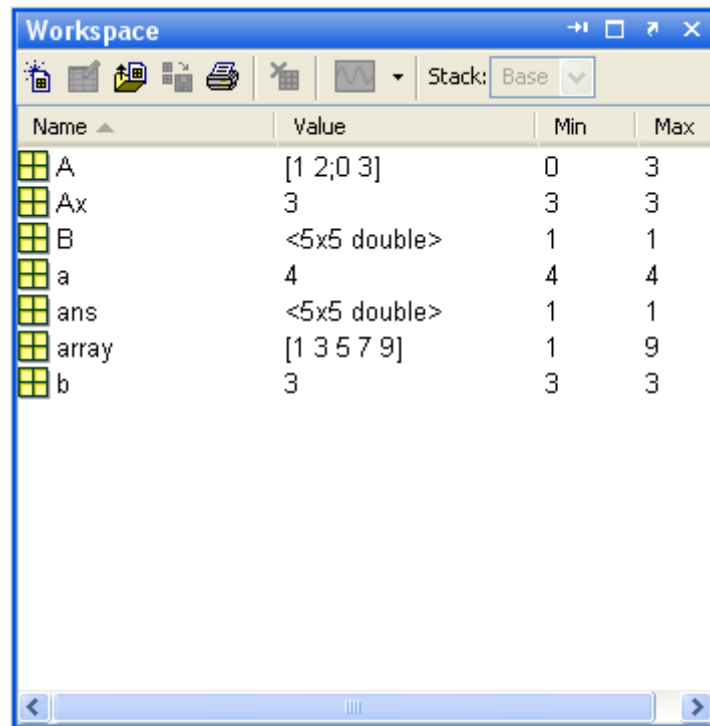 Workspace
Stack: Base
Name Value Min Max
A [1 2;0 3] 0 3
Ax 3 3 3
B <5x5 double> 1 1
a 4 4 4
ans <5x5 double> 1 1
array [1 3 5 7 9] 1 9
b 3 3 3